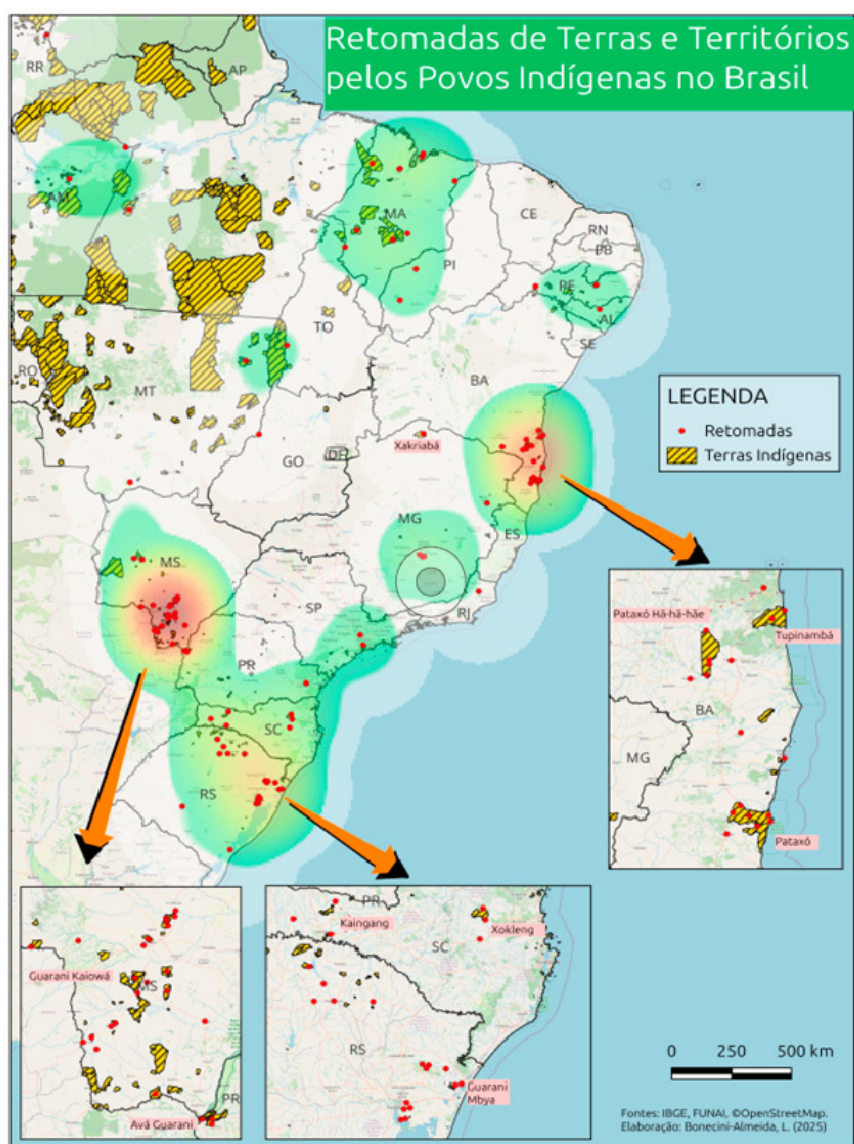 Retomadas de Terras e Territórios
pelos Povos Indígenas no Brasil
RR
AP
AM
MA
CE
RN
PB
PI
PE
AL
SE
TO
RO
MT
BA
LEGENDA
Retomadas
Terras Indígenas
GO
DF
Xakriabá
MG
ES
MS
SP
RJ
PR
SC
RS
Pataxó Hã-hã-hãe
Tupinambá
BA
MG
Pataxó
Guarani Kaiowá
MS
PR
Avá Guarani
PR
Kaingang
Xokleng
SC
RS
Guarani
Mbya
0 250 500 km
Fontes: IBGE, FUNAI, ©OpenStreetMap.
Elaboração: Bonecini-Almeida, L. (2025)